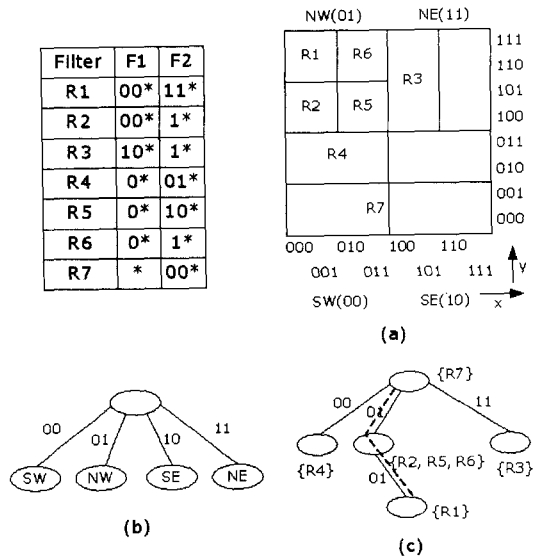 Filter F1 F2
R1 00* 11*
R2 00* 1*
R3 10* 1*
R4 0* 01*
R5 0* 10*
R6 0* 1*
R7 * 00*
NW(01) NE(11)
R1 R6 R3
R2 R5
R4
R7
111
110
101
100
011
010
001
000
000 010 100 110
001 011 101 111
SW(00) SE(10) x y
(a)
00 01 10 11
SW NW SE NE
(b)
{R7}
00 01 11
{R4} {R2, R5, R6} {R3}
01
{R1}
(c)